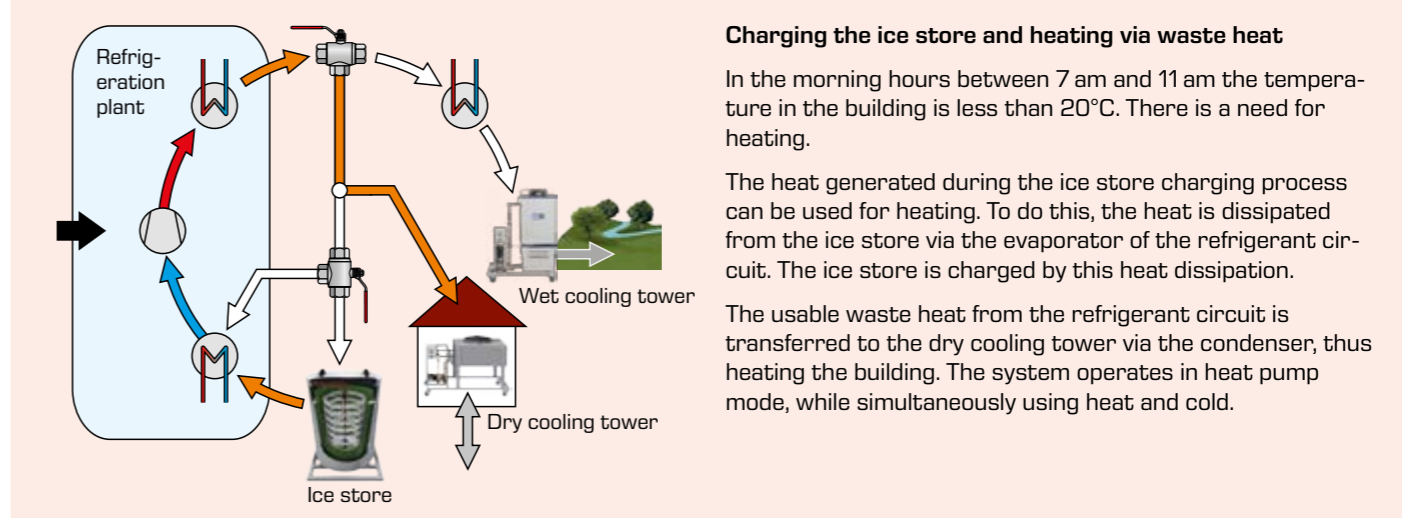 Refrig-
eration
plant
Wet cooling tower
Dry cooling tower
Ice store
Charging the ice store and heating via waste heat
In the morning hours between 7 am and 11 am the tempera-
ture in the building is less than 20°C. There is a need for
heating.
The heat generated during the ice store charging process
can be used for heating. To do this, the heat is dissipated
from the ice store via the evaporator of the refrigerant cir-
cuit. The ice store is charged by this heat dissipation.
The usable waste heat from the refrigerant circuit is
transferred to the dry cooling tower via the condenser, thus
heating the building. The system operates in heat pump
mode, while simultaneously using heat and cold.